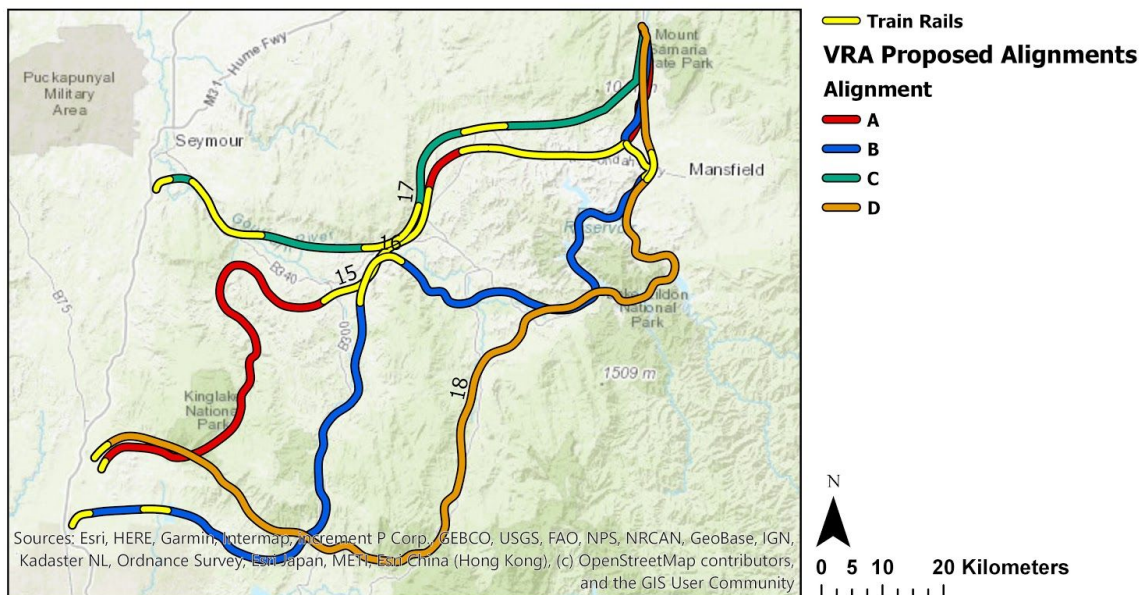 Train Rails
VRA Proposed Alignments
Alignment
A
B
C
D
Puckapunyal
Military
Area
M31
Hume Fwy
Mount
Samaria
State Park
Seymour
Mansfield
17
16
15
B340
B75
B300
National
Park
1509 m
18
Kinglake
National
Park
Sources: Esri, HERE, Garmin, Intermap, increment P Corp., GEBCO, USGS, FAO, NPS, NRCAN, GeoBase, IGN,
Kadaster NL, Ordnance Survey, Esri Japan, METI, Esri China (Hong Kong), (c) OpenStreetMap contributors,
and the GIS User Community
N
0 5 10 20 Kilometers